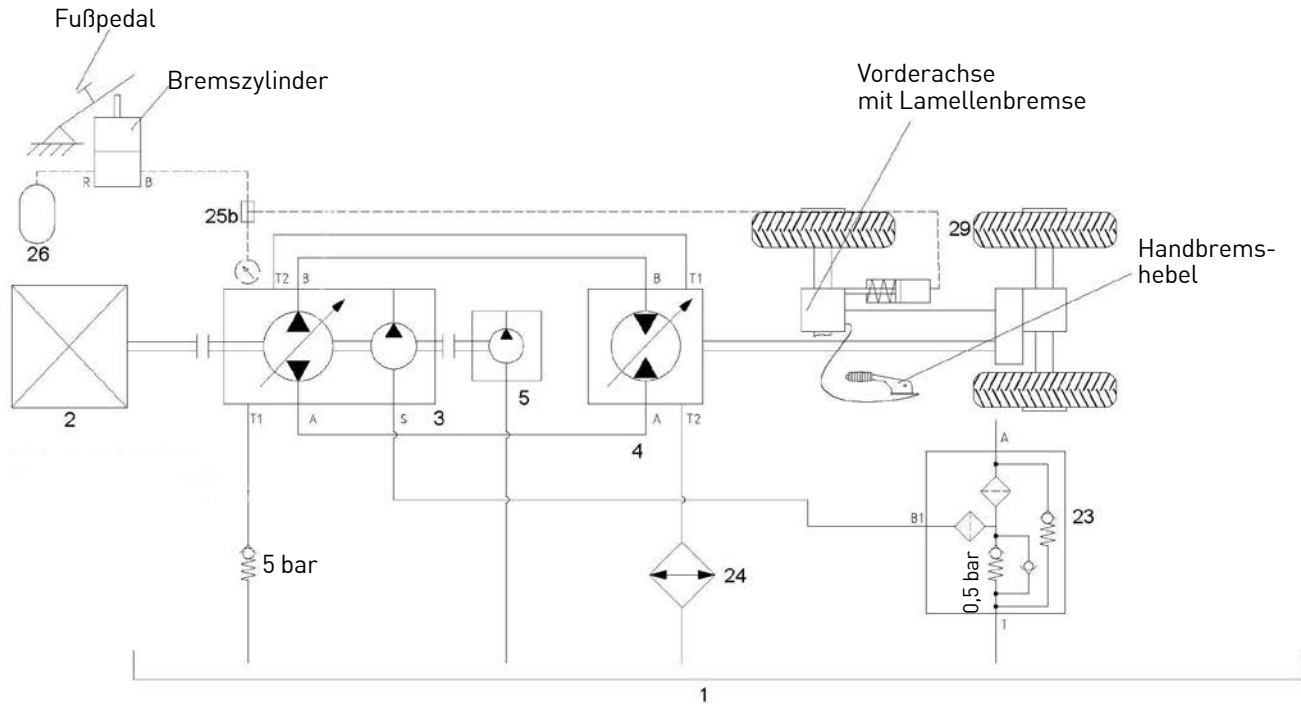 Fußpedal
Bremszylinder
Vorderachse
mit Lamellenbremse
R
B
25b
26
29
Handbrems-
hebel
T2
B
B
T1
2
T1
A
S
3
5
4
A
T2
A
B1
23
5 bar
24
0,5 bar
T
1